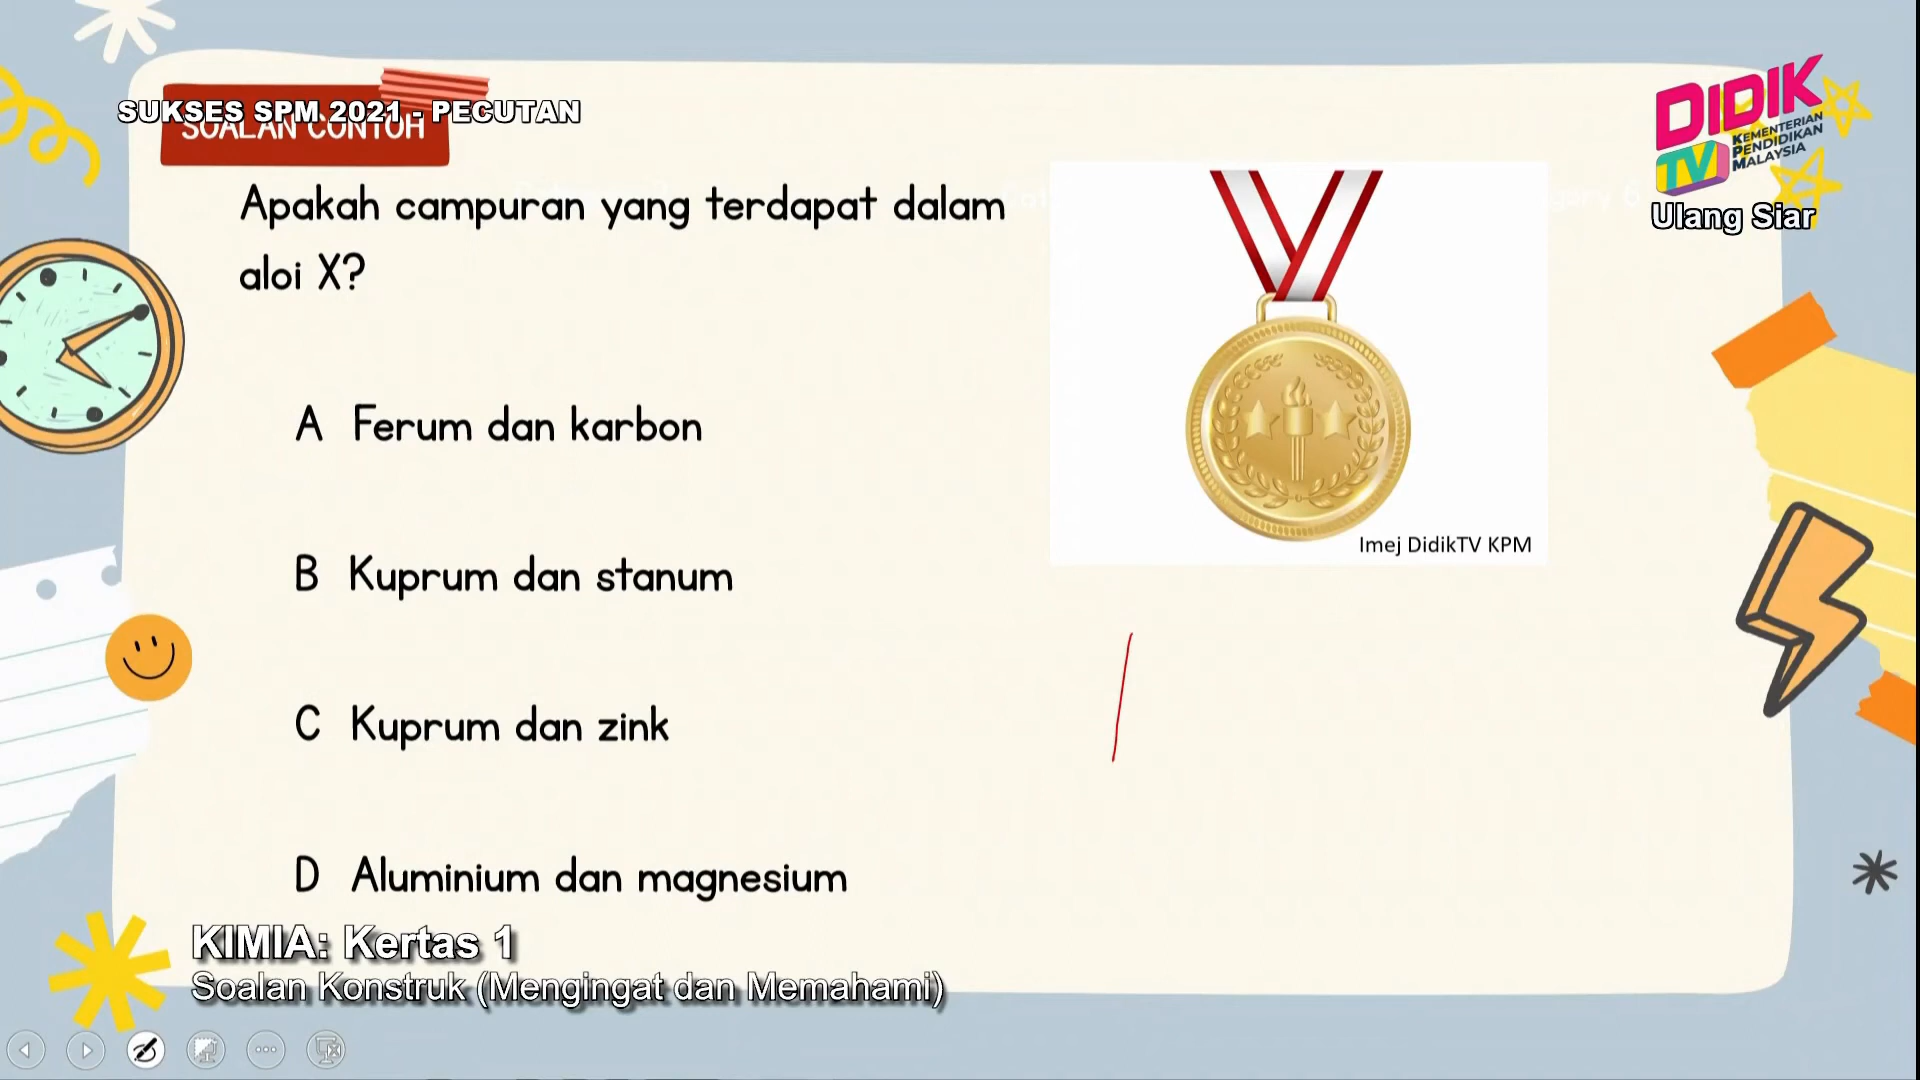 SUKSES SPM 2021 - PECUTAN
SOALAN CONTOH
DIDIK
TV
KEMENTERIAN
PENDIDIKAN
MALAYSIA
Ulang Siar
Apakah campuran yang terdapat dalam
aloi X?
A Ferum dan karbon
B Kuprum dan stanum
C Kuprum dan zink
D Aluminium dan magnesium
Imej DidikTV KPM
KIMIA: Kertas 1
Soalan Konstruk (Mengingat dan Memahami)